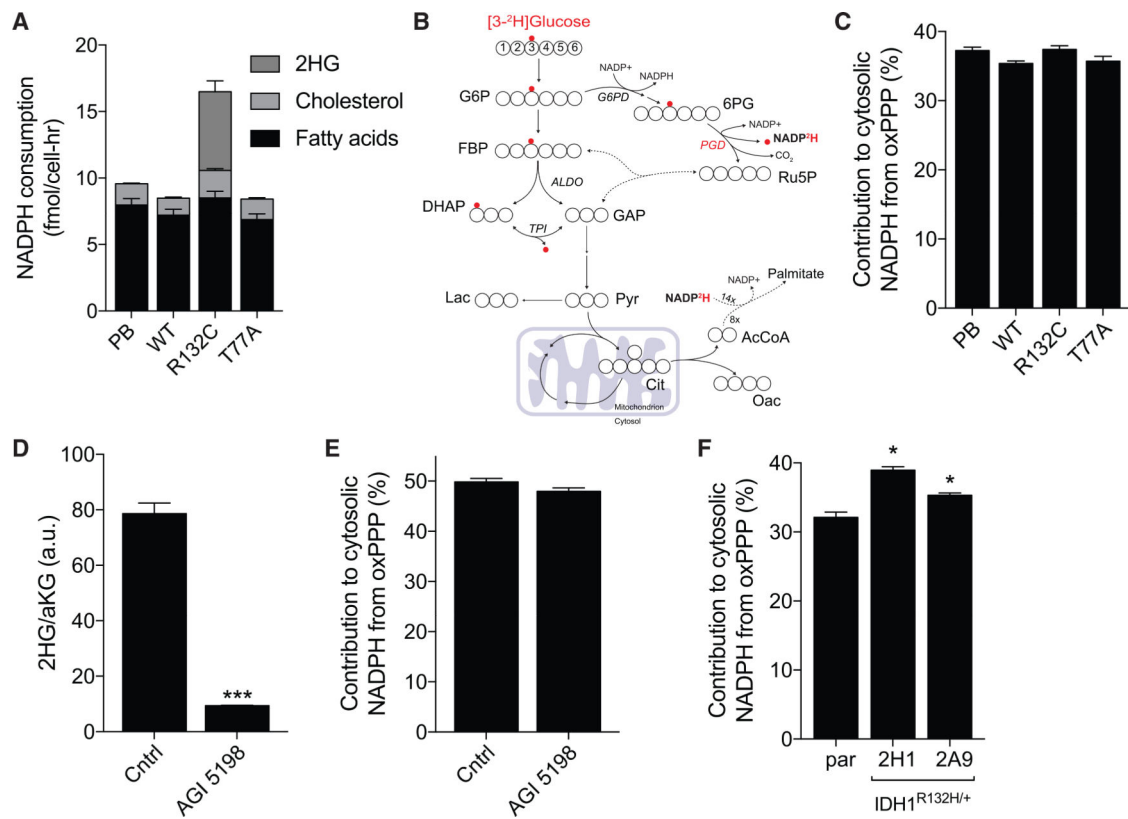 A
NADPH consumption
(fmol/cell-hr)
20
15
10
5
0
2HG
Cholesterol
Fatty acids
PB
WT
R132C
T77A
B
[3-²H]Glucose
1 2 3 4 5 6
NADP+
NADPH
G6P
G6PD
6PG
NADP+
NADP²H
PGD
CO₂
FBP
Ru5P
ALDO
DHAP
GAP
TPI
Lac
Pyr
NADP²H
NADP+
Palmitate
14x
8x
AcCoA
Cit
Oac
Mitochondrion
Cytosol
C
Contribution to cytosolic
NADPH from oxPPP (%)
40
30
20
10
0
PB
WT
R132C
T77A
D
2HG/aKG (a.u.)
100
80
60
40
20
0
***
Cntrl
AGI 5198
E
Contribution to cytosolic
NADPH from oxPPP (%)
50
40
30
20
10
0
Cntrl
AGI 5198
F
Contribution to cytosolic
NADPH from oxPPP (%)
40
30
20
10
0
*
*
par
2H1
2A9
IDH1R132H/+